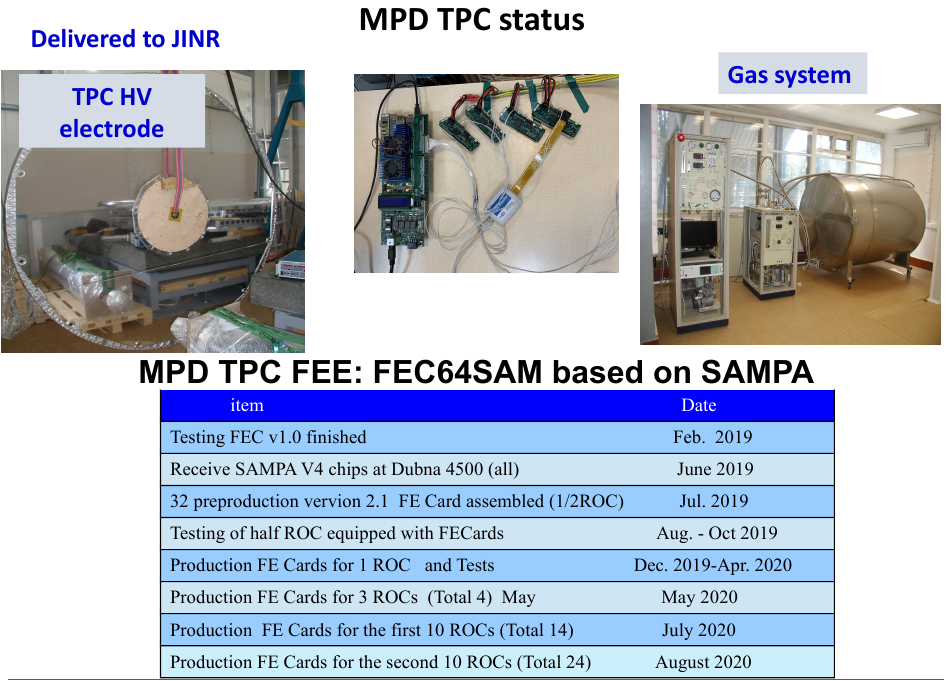 MPD TPC status
Delivered to JINR
TPC HV
electrode
Gas system
MPD TPC FEE: FEC64SAM based on SAMPA
item Date
Testing FEC v1.0 finished Feb. 2019
Receive SAMPA V4 chips at Dubna 4500 (all) June 2019
32 preproduction vervion 2.1 FE Card assembled (1/2ROC) Jul. 2019
Testing of half ROC equipped with FECards Aug. - Oct 2019
Production FE Cards for 1 ROC and Tests Dec. 2019-Apr. 2020
Production FE Cards for 3 ROCs (Total 4) May May 2020
Production FE Cards for the first 10 ROCs (Total 14) July 2020
Production FE Cards for the second 10 ROCs (Total 24) August 2020